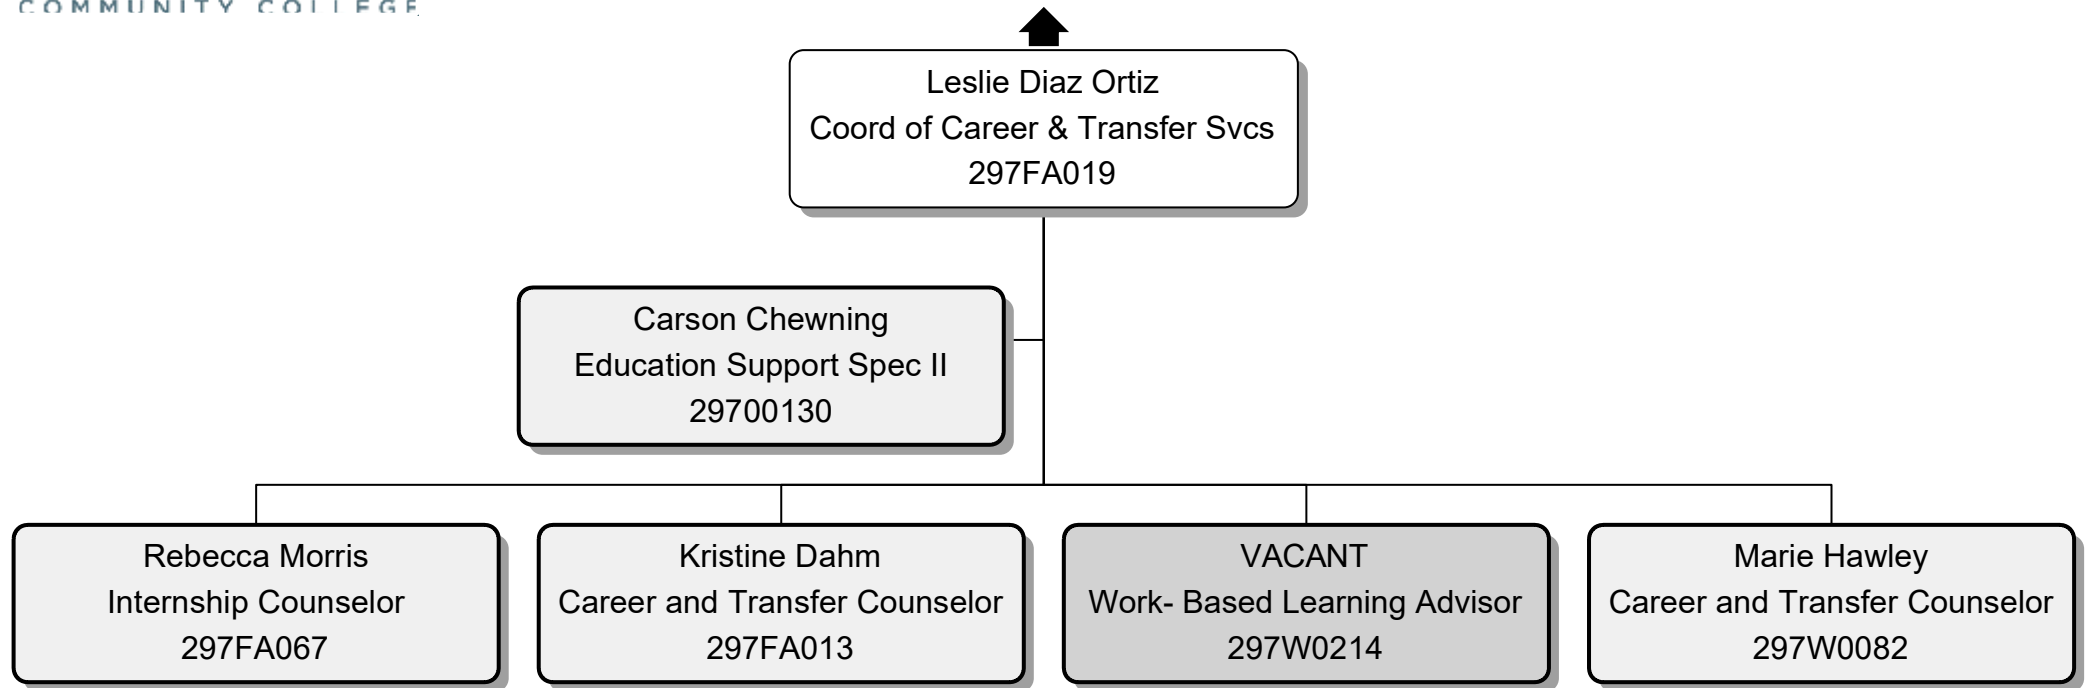 COMMUNITY COLLEGE
Leslie Diaz Ortiz
Coord of Career & Transfer Svcs
297FA019
Carson Chewning
Education Support Spec II
29700130
Rebecca Morris
Internship Counselor
297FA067
Kristine Dahm
Career and Transfer Counselor
297FA013
VACANT
Work- Based Learning Advisor
297W0214
Marie Hawley
Career and Transfer Counselor
297W0082